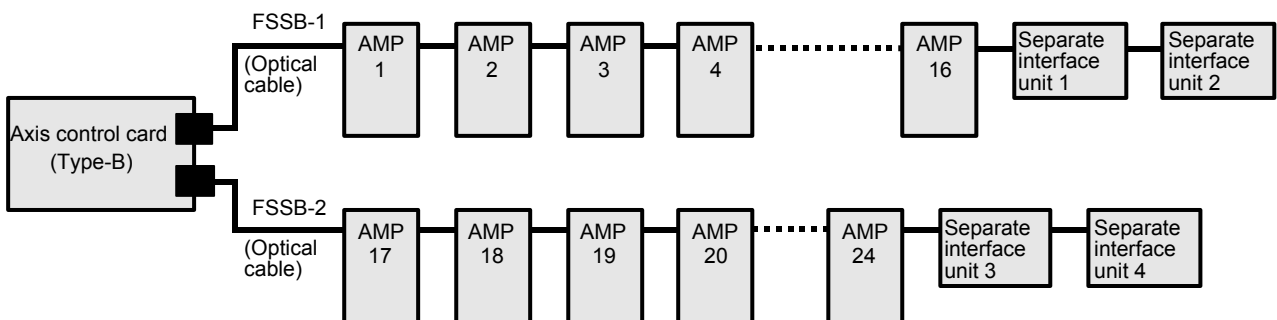 FSSB-1
(Optical
cable)
AMP
1
AMP
2
AMP
3
AMP
4
AMP
16
Separate
interface
unit 1
Separate
interface
unit 2
Axis control card
(Type-B)
FSSB-2
(Optical
cable)
AMP
17
AMP
18
AMP
19
AMP
20
AMP
24
Separate
interface
unit 3
Separate
interface
unit 4